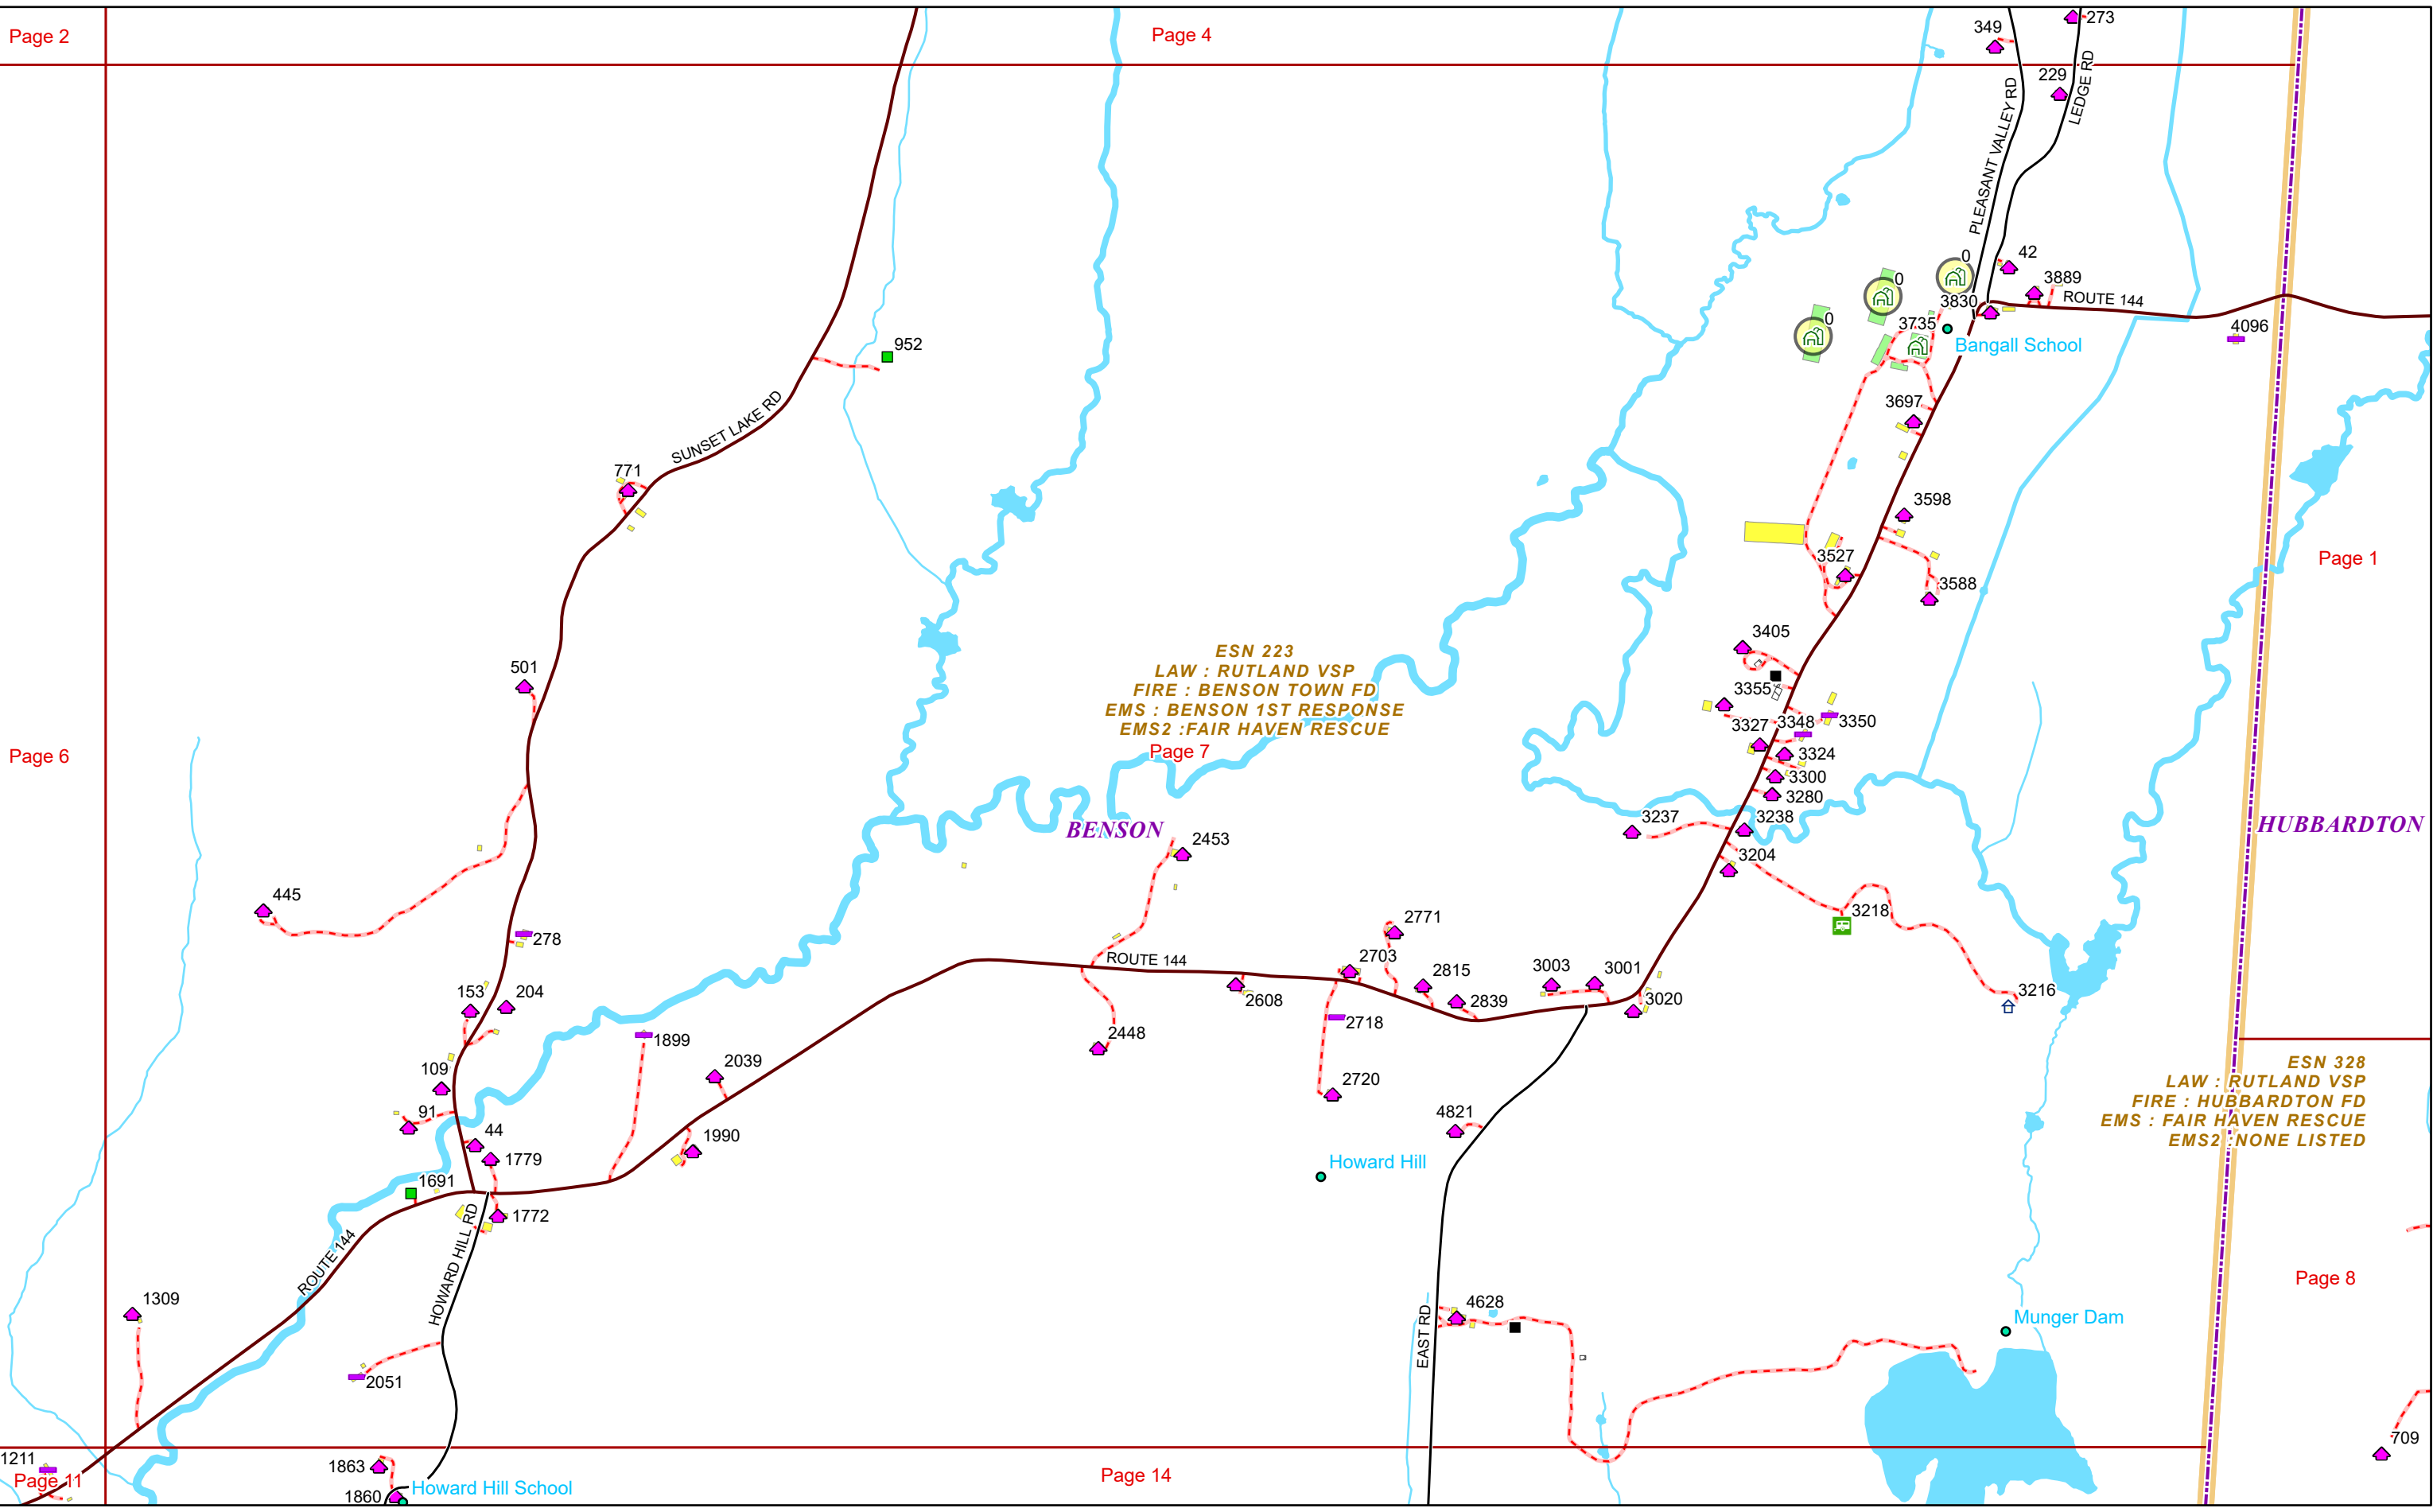 Page 2
Page 4
349
273
229
PLEASANT VALLEY RD
LEDGE RD
0
42
0
3889
3830
ROUTE 144
0
3735
4096
Bangall School
952
SUNSET LAKE RD
3697
771
3598
Page 1
3527
3588
3405
ESN 223
LAW : RUTLAND VSP
FIRE : BENSON TOWN FD
EMS : BENSON 1ST RESPONSE
EMS2 :FAIR HAVEN RESCUE
501
3355
3327
3348
3350
Page 6
Page 7
3324
3300
3280
3237
3238
BENSON
HUBBARDTON
2453
3204
445
278
2771
3218
ROUTE 144
2703
2815
3003
3001
153
204
2608
2839
3020
3216
2718
1899
2448
109
2039
2720
ESN 328
LAW : RUTLAND VSP
FIRE : HUBBARDTON FD
EMS : FAIR HAVEN RESCUE
EMS2 :NONE LISTED
91
44
4821
1990
1779
Howard Hill
1691
1772
ROUTE 144
HOWARD HILL RD
Page 8
1309
4628
Munger Dam
EAST RD
2051
709
1211
1863
Page 11
Page 14
Howard Hill School
1860